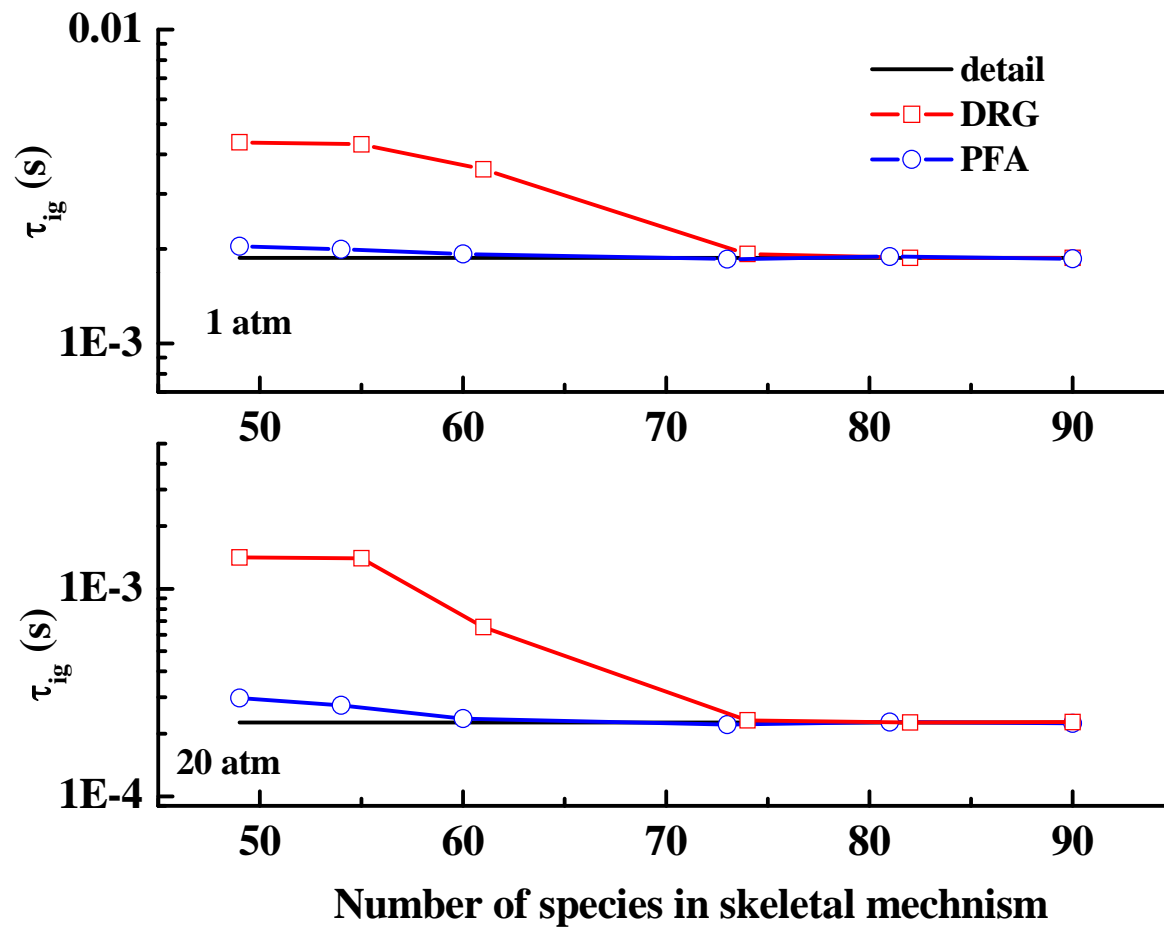 0.01
detail
DRG
PFA
τig (s)
1 atm
1E-3
50 60 70 80 90
1E-3
τig (s)
20 atm
1E-4
50 60 70 80 90
Number of species in skeletal mechnism